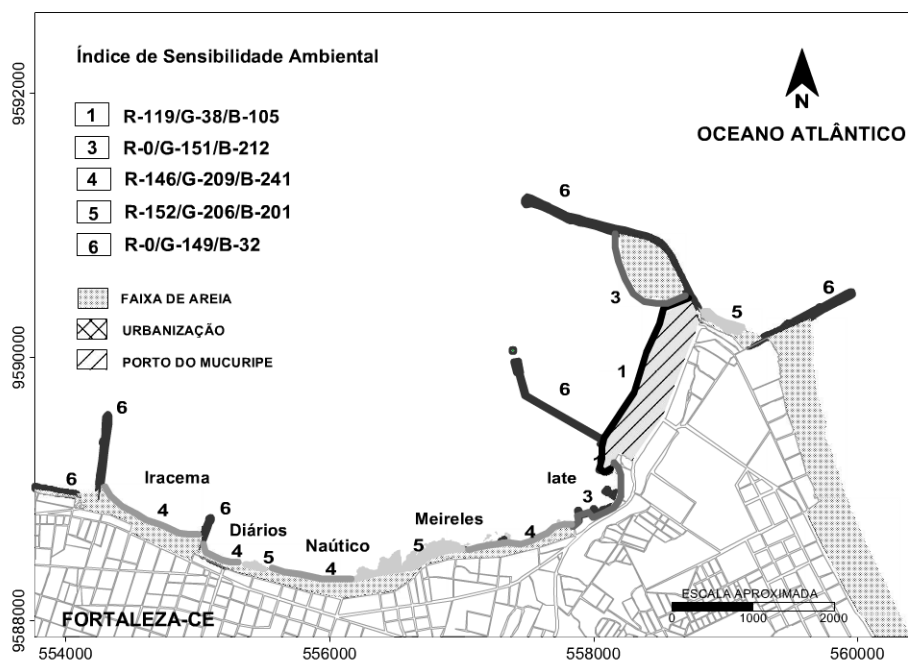 Índice de Sensibilidade Ambiental
1 R-119/G-38/B-105
3 R-0/G-151/B-212
4 R-146/G-209/B-241
5 R-152/G-206/B-201
6 R-0/G-149/B-32
FAIXA DE AREIA
URBANIZAÇÃO
PORTO DO MUCURIPE
N
OCEANO ATLÂNTICO
9592000
9590000
9588000
6
6
3
5
1
6
6
6
Iracema
4
6
Diários
4
5
Naútico
4
Meireles
5
4
Iate
3
6
FORTALEZA-CE
ESCALA APROXIMADA
0 1000 2000
554000 556000 558000 560000